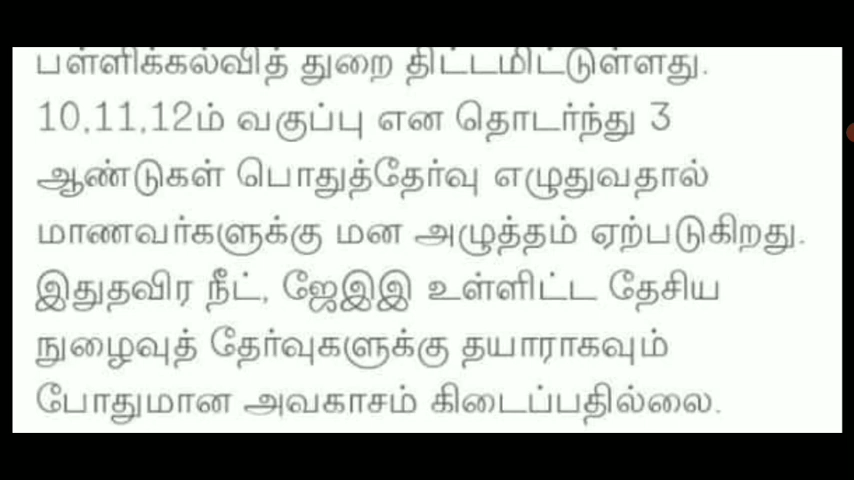 பள்ளிக்கல்வித் துறை திட்டமிட்டுள்ளது.
10,11,12ம் வகுப்பு என தொடர்ந்து 3
ஆண்டுகள் பொதுத்தேர்வு எழுதுவதால்
மாணவர்களுக்கு மன அழுத்தம் ஏற்படுகிறது.
இதுதவிர நீட், ஜேஇஇ உள்ளிட்ட தேசிய
நுழைவுத் தேர்வுகளுக்கு தயாராகவும்
போதுமான அவகாசம் கிடைப்பதில்லை.